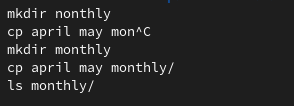 mkdir nonthly
cp april may mon^C
mkdir monthly
cp april may monthly/
ls monthly/